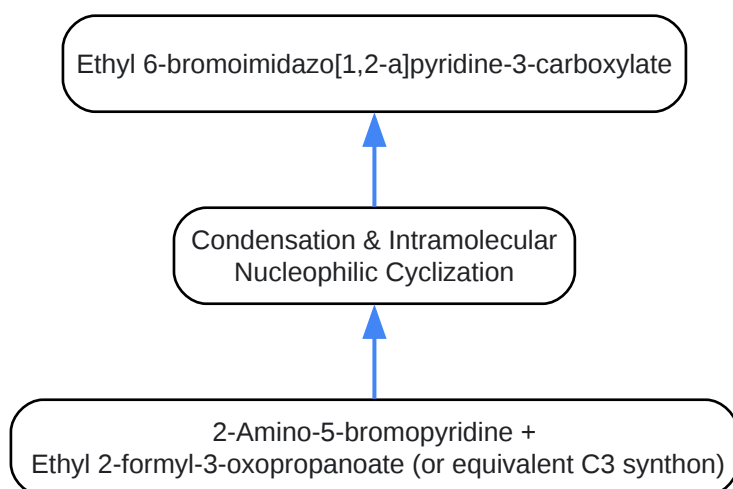 Ethyl 6-bromoimidazo[1,2-a]pyridine-3-carboxylate
Condensation & Intramolecular
Nucleophilic Cyclization
2-Amino-5-bromopyridine +
Ethyl 2-formyl-3-oxopropanoate (or equivalent C3 synthon)